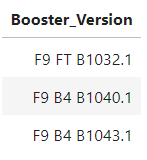 Booster_Version
F9 FT B1032.1
F9 B4 B1040.1
F9 B4 B1043.1